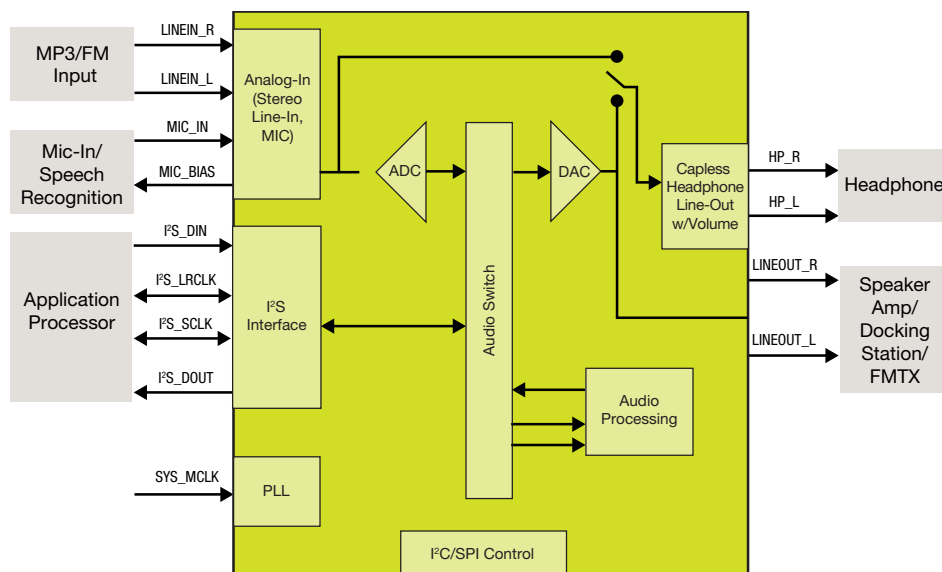 MP3/FM
Input
LINEIN_R
LINEIN_L
Analog-In
(Stereo
Line-In,
MIC)
Mic-In/
Speech
Recognition
MIC_IN
MIC_BIAS
ADC
DAC
Capless
Headphone
Line-Out
w/Volume
HP_R
HP_L
Headphone
Application
Processor
I²S_DIN
I²S_LRCLK
I²S_SCLK
I²S_DOUT
I²S
Interface
Audio Switch
LINEOUT_R
LINEOUT_L
Speaker
Amp/
Docking
Station/
FMTX
Audio
Processing
SYS_MCLK
PLL
I²C/SPI Control